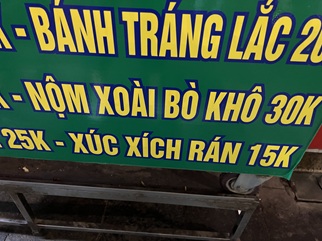 K - BÁNH TRÁNG LẮC 20
K - NỘM XOÀI BÒ KHÔ 30K
25K - XÚC XÍCH RÁN 15K